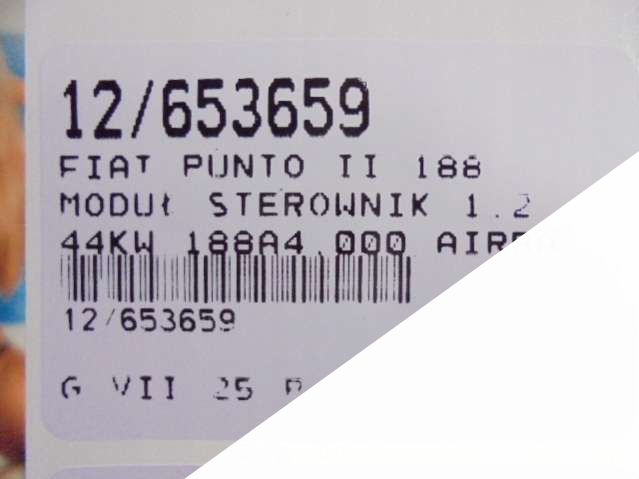 12/653659
FIAT PUNTO II 188
MODUŁ STEROWNIK 1.2
44KW 188A4.000
12/653659
G VII 25